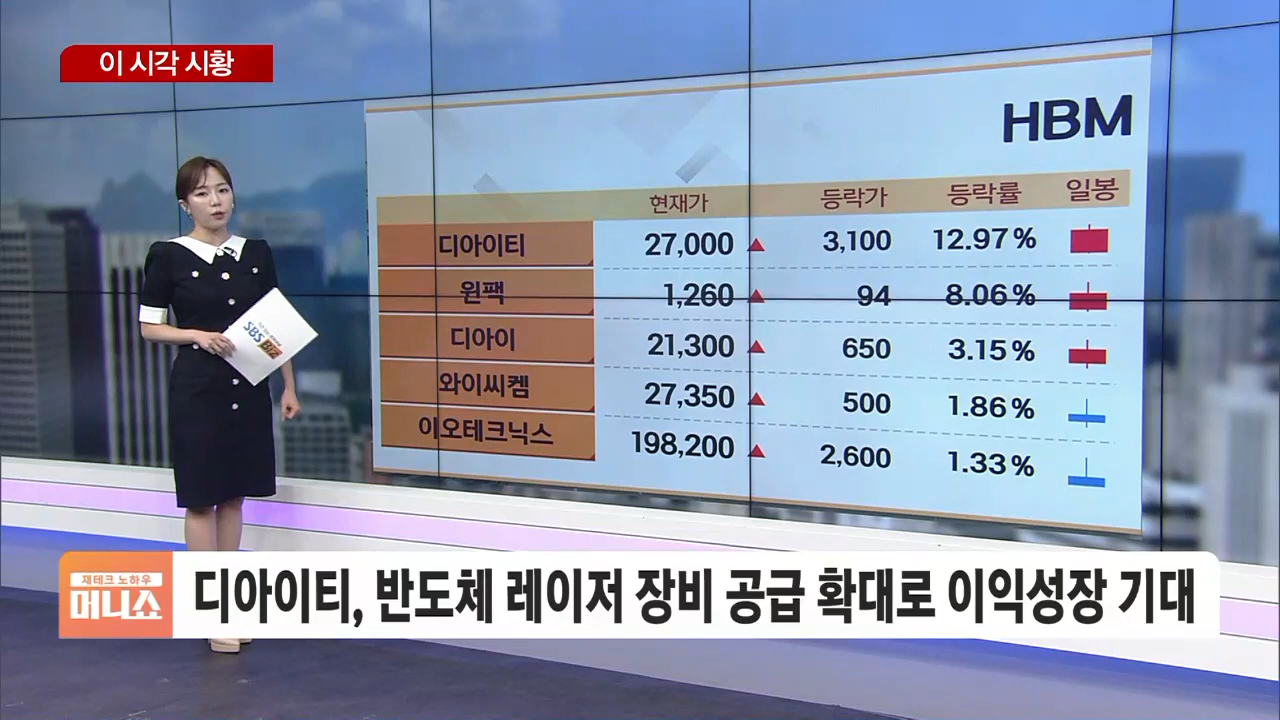 이 시각 시황
HBM
현재가 등락가 등락률 일봉
디아이티 27,000 ▲ 3,100 12.97%
윈팩 1,260 ▲ 94 8.06%
디아이 21,300 ▲ 650 3.15%
와이씨켐 27,350 ▲ 500 1.86%
이오테크닉스 198,200 ▲ 2,600 1.33%
SBS Biz
재테크 노하우
머니쇼
디아이티, 반도체 레이저 장비 공급 확대로 이익성장 기대